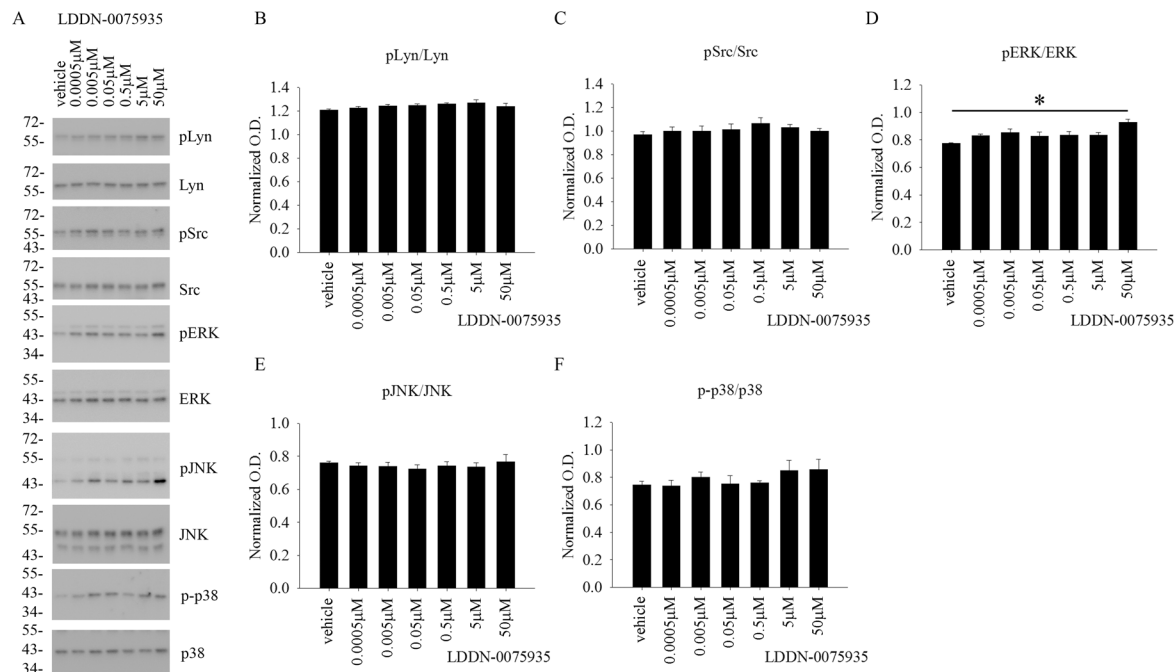 A
LDDN-0075935
vehicle
0.0005µM
0.005µM
0.05µM
0.5µM
5µM
50µM
72-
55-
pLyn
72-
55-
Lyn
72-
55-
43-
pSrc
72-
55-
43-
Src
55-
43-
34-
pERK
55-
43-
34-
ERK
72-
55-
43-
pJNK
72-
55-
43-
JNK
55-
43-
34-
p-p38
55-
43-
34-
p38
B
pLyn/Lyn
Normalized O.D.
1.4
1.2
1.0
0.8
0.6
0.4
0.2
0.0
vehicle
0.0005µM
0.005µM
0.05µM
0.5µM
5µM
50µM
LDDN-0075935
C
pSrc/Src
Normalized O.D.
1.4
1.2
1.0
0.8
0.6
0.4
0.2
0.0
vehicle
0.0005µM
0.005µM
0.05µM
0.5µM
5µM
50µM
LDDN-0075935
D
pERK/ERK
Normalized O.D.
1.2
1.0
0.8
0.6
0.4
0.2
0.0
*
vehicle
0.0005µM
0.005µM
0.05µM
0.5µM
5µM
50µM
LDDN-0075935
E
pJNK/JNK
Normalized O.D.
1.0
0.8
0.6
0.4
0.2
0.0
vehicle
0.0005µM
0.005µM
0.05µM
0.5µM
5µM
50µM
LDDN-0075935
F
p-p38/p38
Normalized O.D.
1.2
1.0
0.8
0.6
0.4
0.2
0.0
vehicle
0.0005µM
0.005µM
0.05µM
0.5µM
5µM
50µM
LDDN-0075935